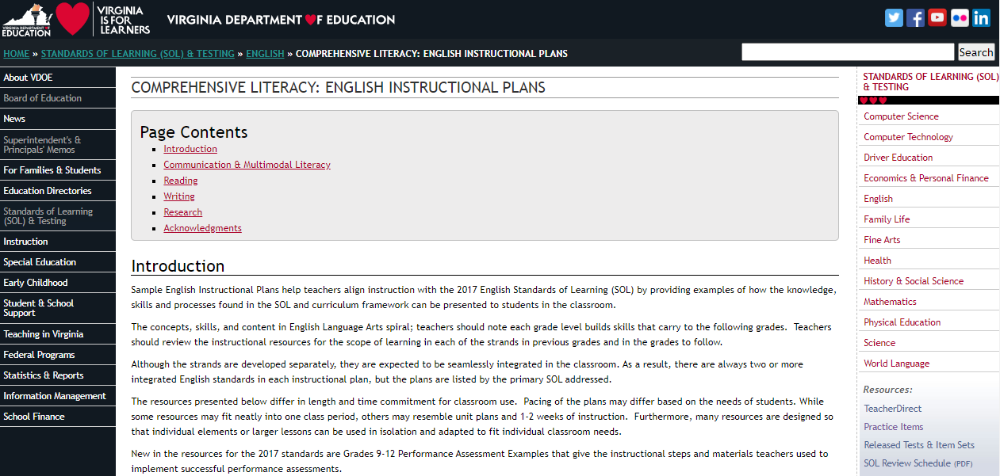 VIRGINIA DEPARTMENT OF
EDUCATION
VIRGINIA
IS FOR
LEARNERS
VIRGINIA DEPARTMENT OF EDUCATION
HOME » STANDARDS OF LEARNING (SOL) & TESTING » ENGLISH » COMPREHENSIVE LITERACY: ENGLISH INSTRUCTIONAL PLANS
Search
About VDOE
Board of Education
News
Superintendent's &
Principals' Memos
For Families & Students
Education Directories
Standards of Learning
(SOL) & Testing
Instruction
Special Education
Early Childhood
Student & School
Support
Teaching in Virginia
Federal Programs
Statistics & Reports
Information Management
School Finance
COMPREHENSIVE LITERACY: ENGLISH INSTRUCTIONAL PLANS
Page Contents
Introduction
Communication & Multimodal Literacy
Reading
Writing
Research
Acknowledgments
Introduction
Sample English Instructional Plans help teachers align instruction with the 2017 English Standards of Learning (SOL) by providing examples of how the knowledge,
skills and processes found in the SOL and curriculum framework can be presented to students in the classroom.
The concepts, skills, and content in English Language Arts spiral; teachers should note each grade level builds skills that carry to the following grades. Teachers
should review the instructional resources for the scope of learning in each of the strands in previous grades and in the grades to follow.
Although the strands are developed separately, they are expected to be seamlessly integrated in the classroom. As a result, there are always two or more
integrated English standards in each instructional plan, but the plans are listed by the primary SOL addressed.
The resources presented below differ in length and time commitment for classroom use. Pacing of the plans may differ based on the needs of students. While
some resources may fit neatly into one class period, others may resemble unit plans and 1-2 weeks of instruction. Furthermore, many resources are designed so
that individual elements or larger lessons can be used in isolation and adapted to fit individual classroom needs.
New in the resources for the 2017 standards are Grades 9-12 Performance Assessment Examples that give the instructional steps and materials teachers used to
implement successful performance assessments.
STANDARDS OF LEARNING (SOL)
& TESTING
Computer Science
Computer Technology
Driver Education
Economics & Personal Finance
English
Family Life
Fine Arts
Health
History & Social Science
Mathematics
Physical Education
Science
World Language
Resources:
TeacherDirect
Practice Items
Released Tests & Item Sets
SOL Review Schedule (PDF)